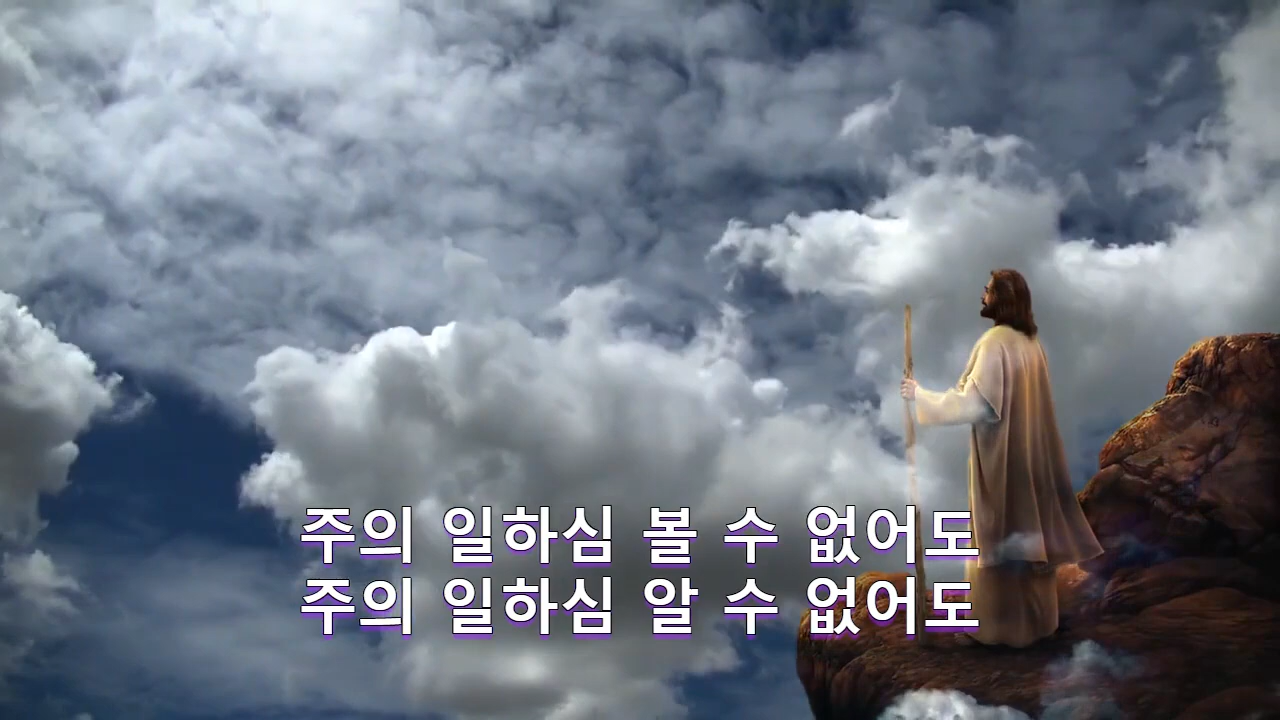 주의 일하심 볼 수 없어도
주의 일하심 알 수 없어도